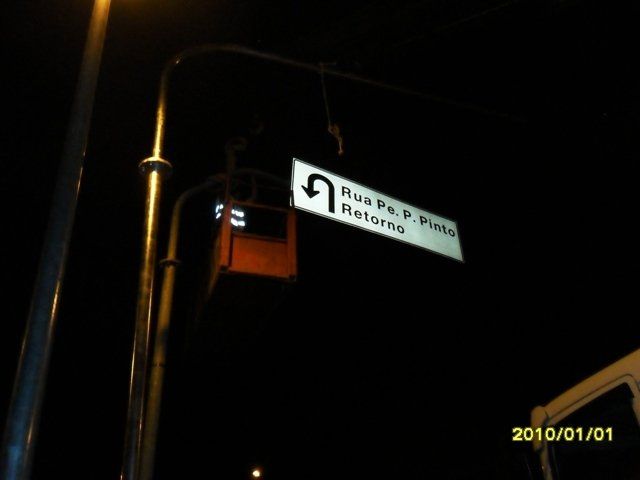 Rua Pe. P. Pinto
Retorno
2010/01/01